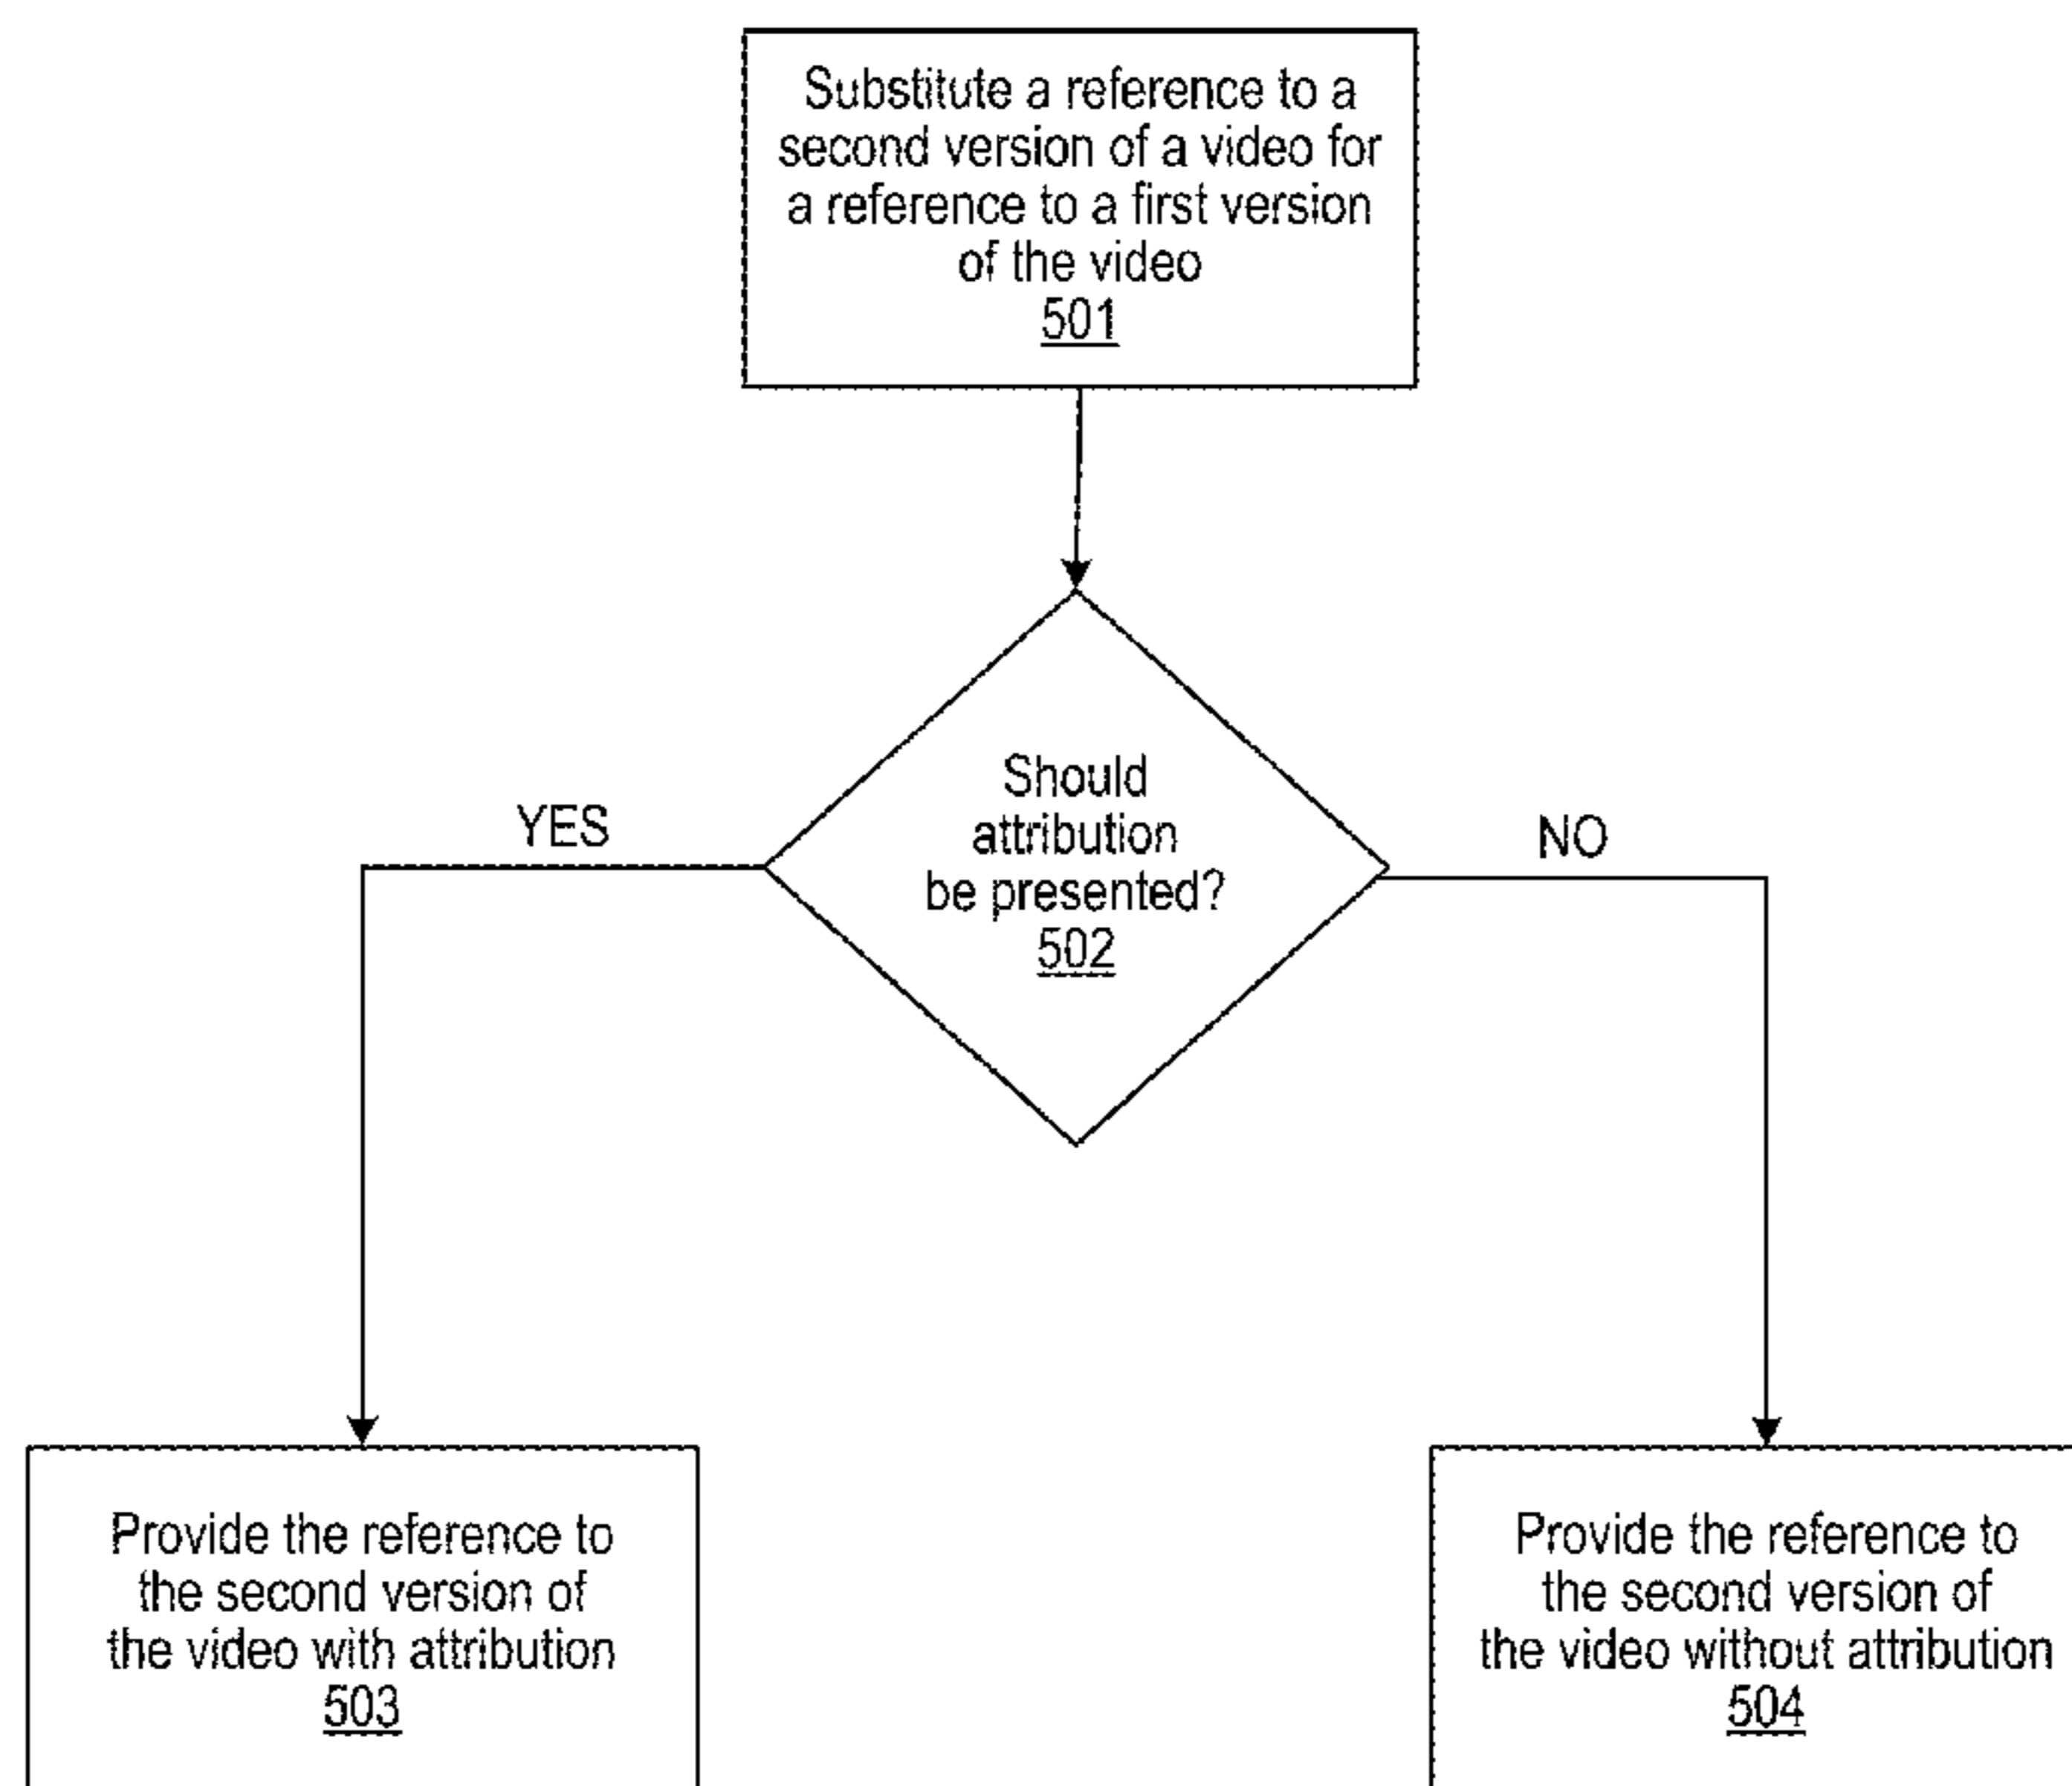 Substitute a reference to a
second version of a video for
a reference to a first version
of the video
501
Should
attribution
be presented?
502
YES
NO
Provide the reference to
the second version of
the video with attribution
503
Provide the reference to
the second version of
the video without attribution
504